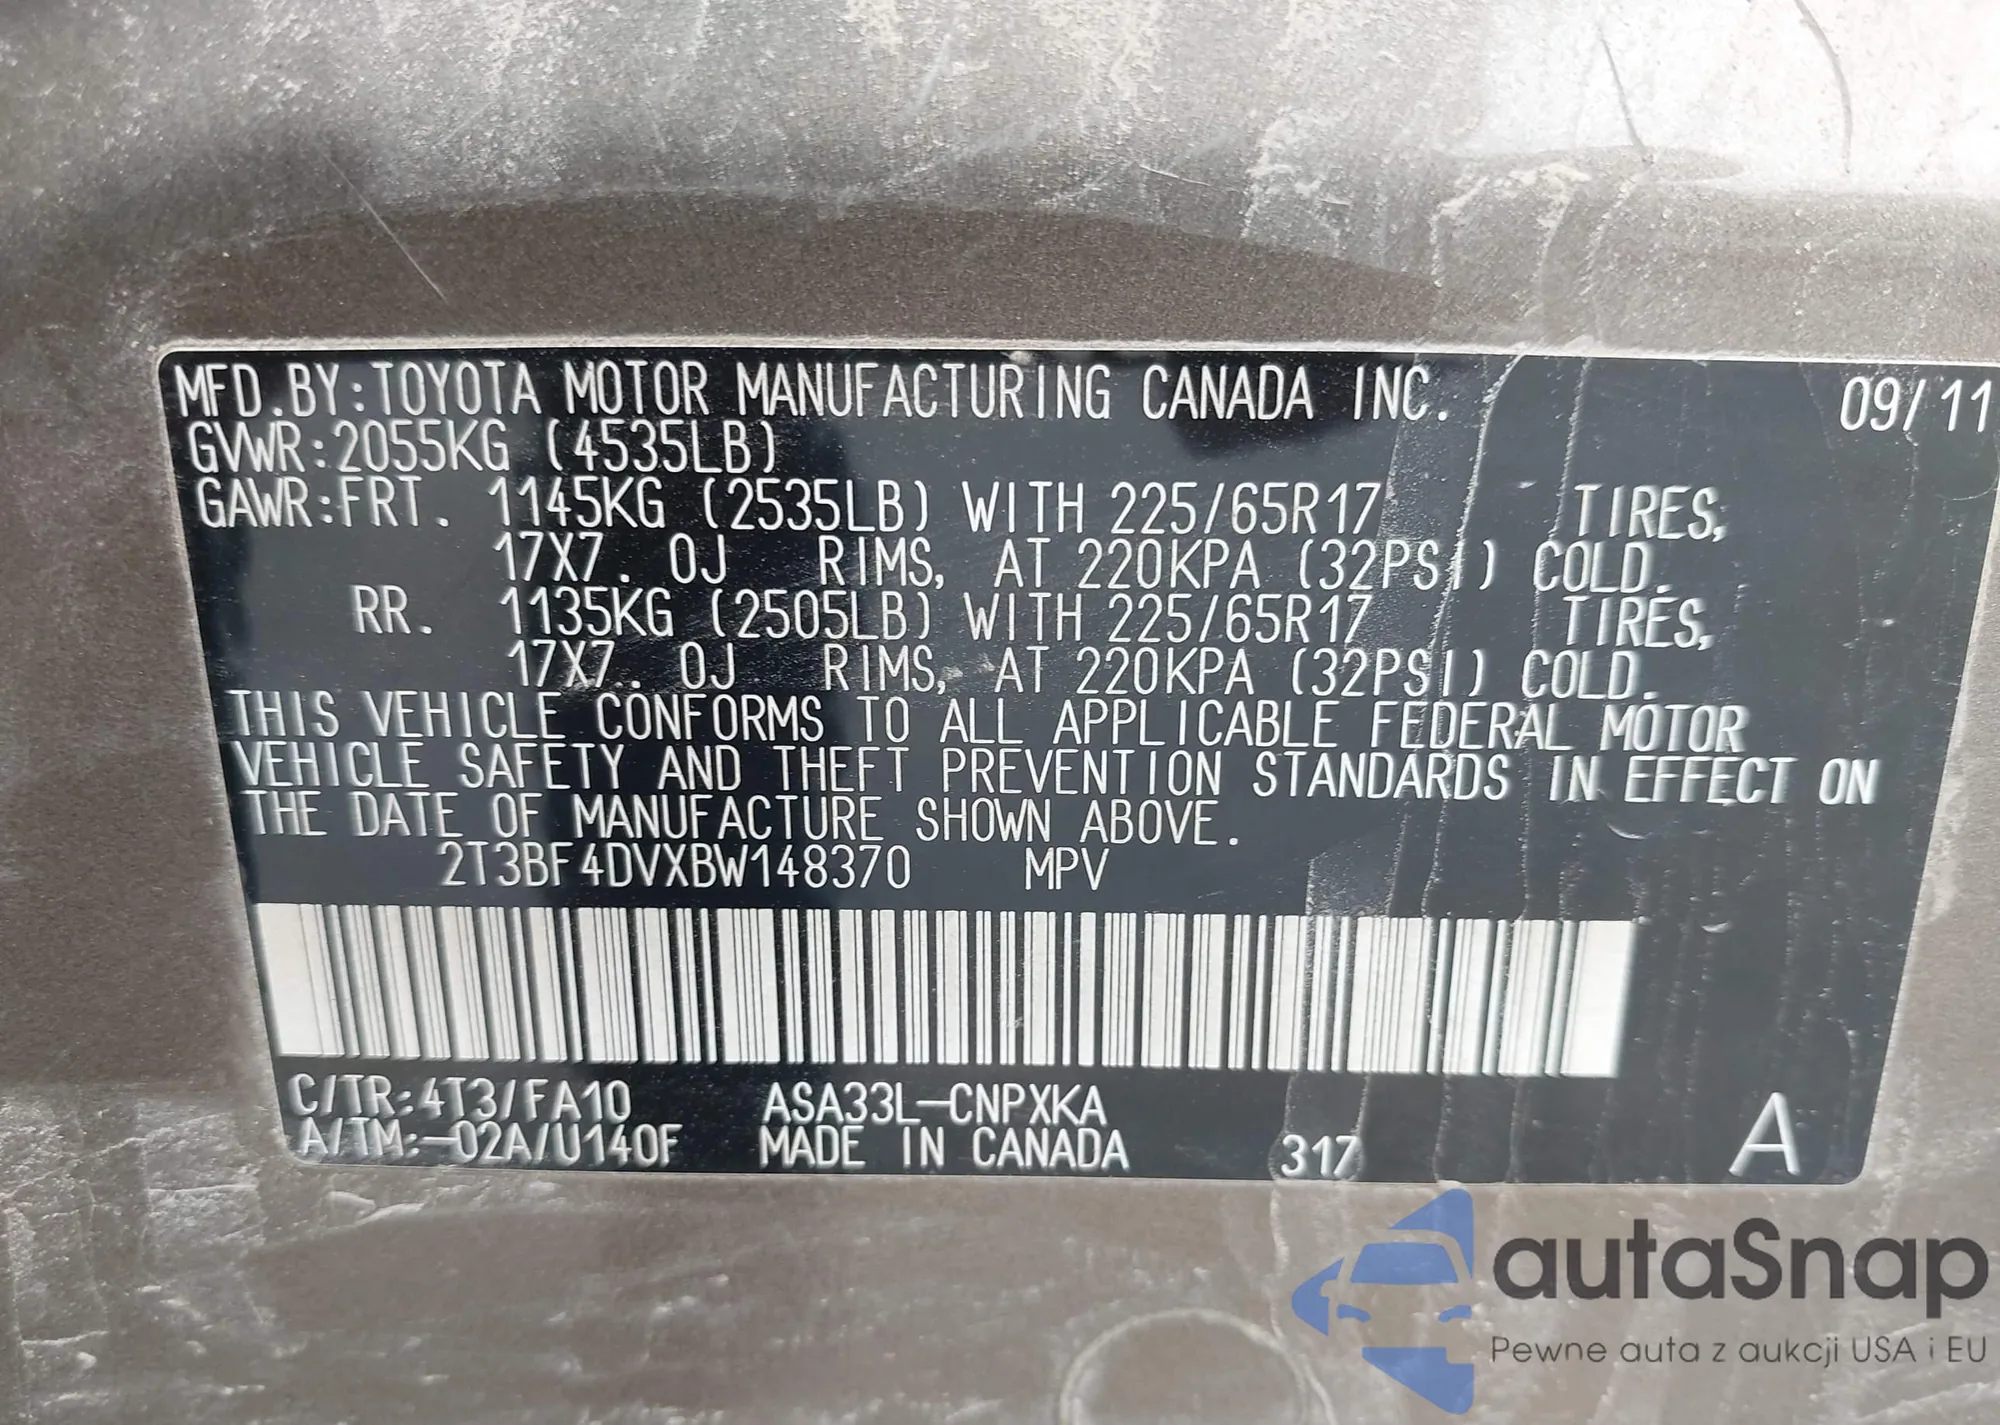 MFD.BY:TOYOTA MOTOR MANUFACTURING CANADA INC. 09/11
GVWR:2055KG (4535LB)
GAWR:FRT. 1145KG (2535LB) WITH 225/65R17 TIRES,
17X7.0J RIMS, AT 220KPA (32PSI) COLD.
RR. 1135KG (2505LB) WITH 225/65R17 TIRES,
17X7.0J RIMS, AT 220KPA (32PSI) COLD.
THIS VEHICLE CONFORMS TO ALL APPLICABLE FEDERAL MOTOR
VEHICLE SAFETY AND THEFT PREVENTION STANDARDS IN EFFECT ON
THE DATE OF MANUFACTURE SHOWN ABOVE.
2T3BF4DVXBW148370 MPV
C/TR:4T3/FA10 ASA33L-CNPXKA
A/TM:-02A/U140F MADE IN CANADA 317 A
autaSnap
Pewne auta z aukcji USA i EU